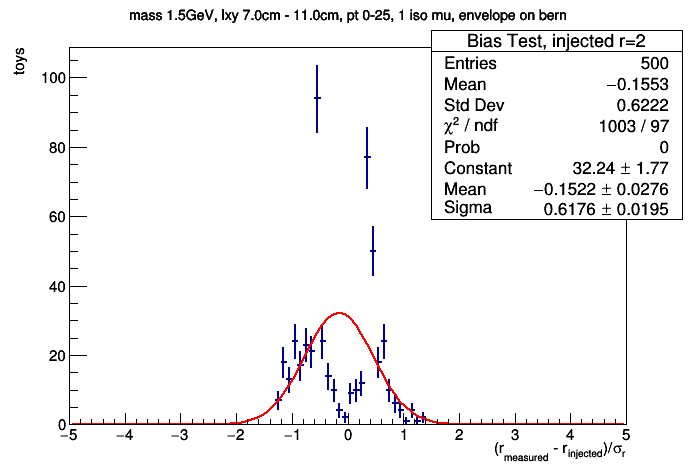 mass 1.5GeV, lxy 7.0cm - 11.0cm, pt 0-25, 1 iso mu, envelope on bern
toys
Bias Test, injected r=2
Entries 500
Mean −0.1553
Std Dev 0.6222
χ² / ndf 1003 / 97
Prob 0
Constant 32.24 ± 1.77
Mean −0.1522 ± 0.0276
Sigma 0.6176 ± 0.0195
100
80
60
40
20
0
−5 −4 −3 −2 −1 0 1 2 3 4 5
(r_measured - r_injected)/σ_r